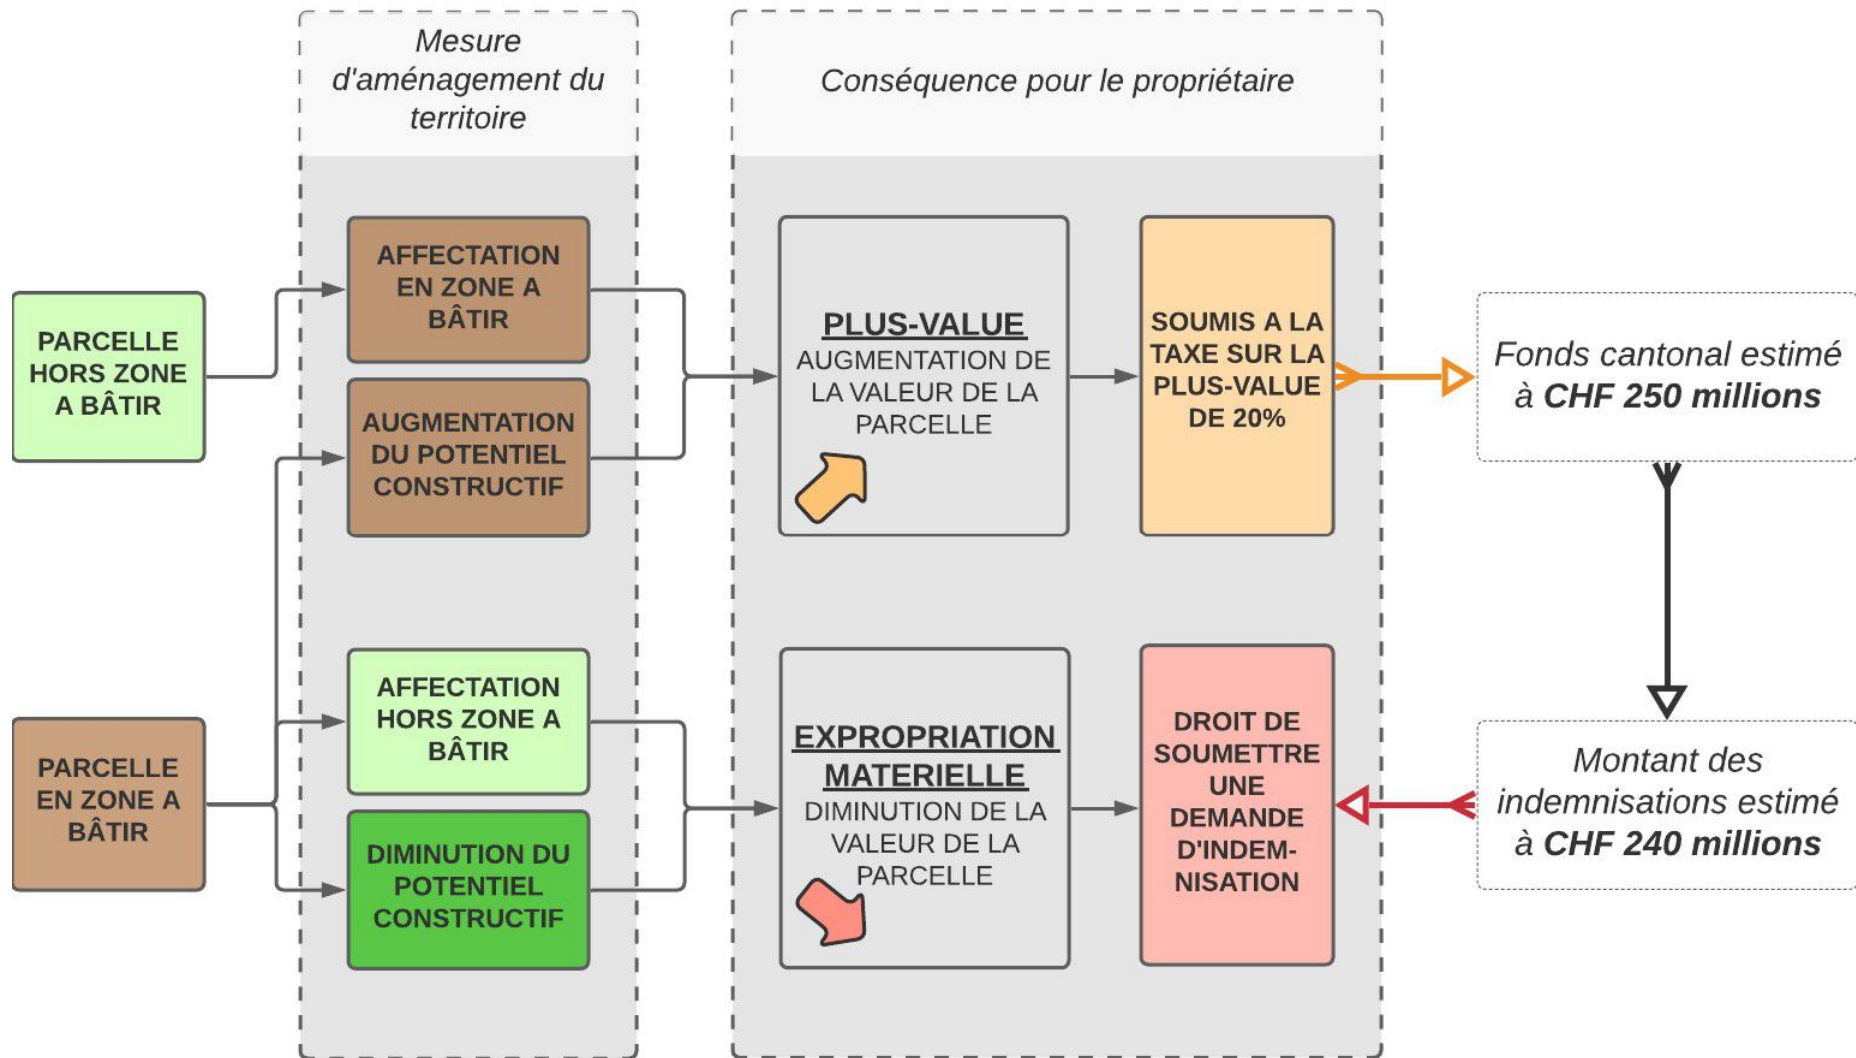 Mesure
d'aménagement du
territoire
Conséquence pour le propriétaire
PARCELLE
HORS ZONE
A BÂTIR
AFFECTATION
EN ZONE A
BÂTIR
AUGMENTATION
DU POTENTIEL
CONSTRUCTIF
PLUS-VALUE
AUGMENTATION DE
LA VALEUR DE LA
PARCELLE
SOUMIS A LA
TAXE SUR LA
PLUS-VALUE
DE 20%
Fonds cantonal estimé
à CHF 250 millions
PARCELLE
EN ZONE A
BÂTIR
AFFECTATION
HORS ZONE A
BÂTIR
DIMINUTION DU
POTENTIEL
CONSTRUCTIF
EXPROPRIATION
MATERIELLE
DIMINUTION DE LA
VALEUR DE LA
PARCELLE
DROIT DE
SOUMETTRE
UNE
DEMANDE
D'INDEM-
NISATION
Montant des
indemnisations estimé
à CHF 240 millions